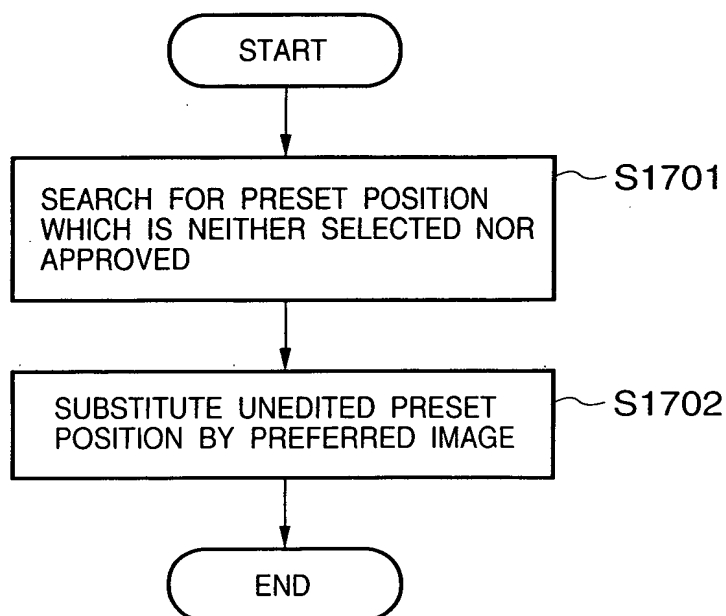 START
SEARCH FOR PRESET POSITION
WHICH IS NEITHER SELECTED NOR
APPROVED
S1701
SUBSTITUTE UNEDITED PRESET
POSITION BY PREFERRED IMAGE
S1702
END